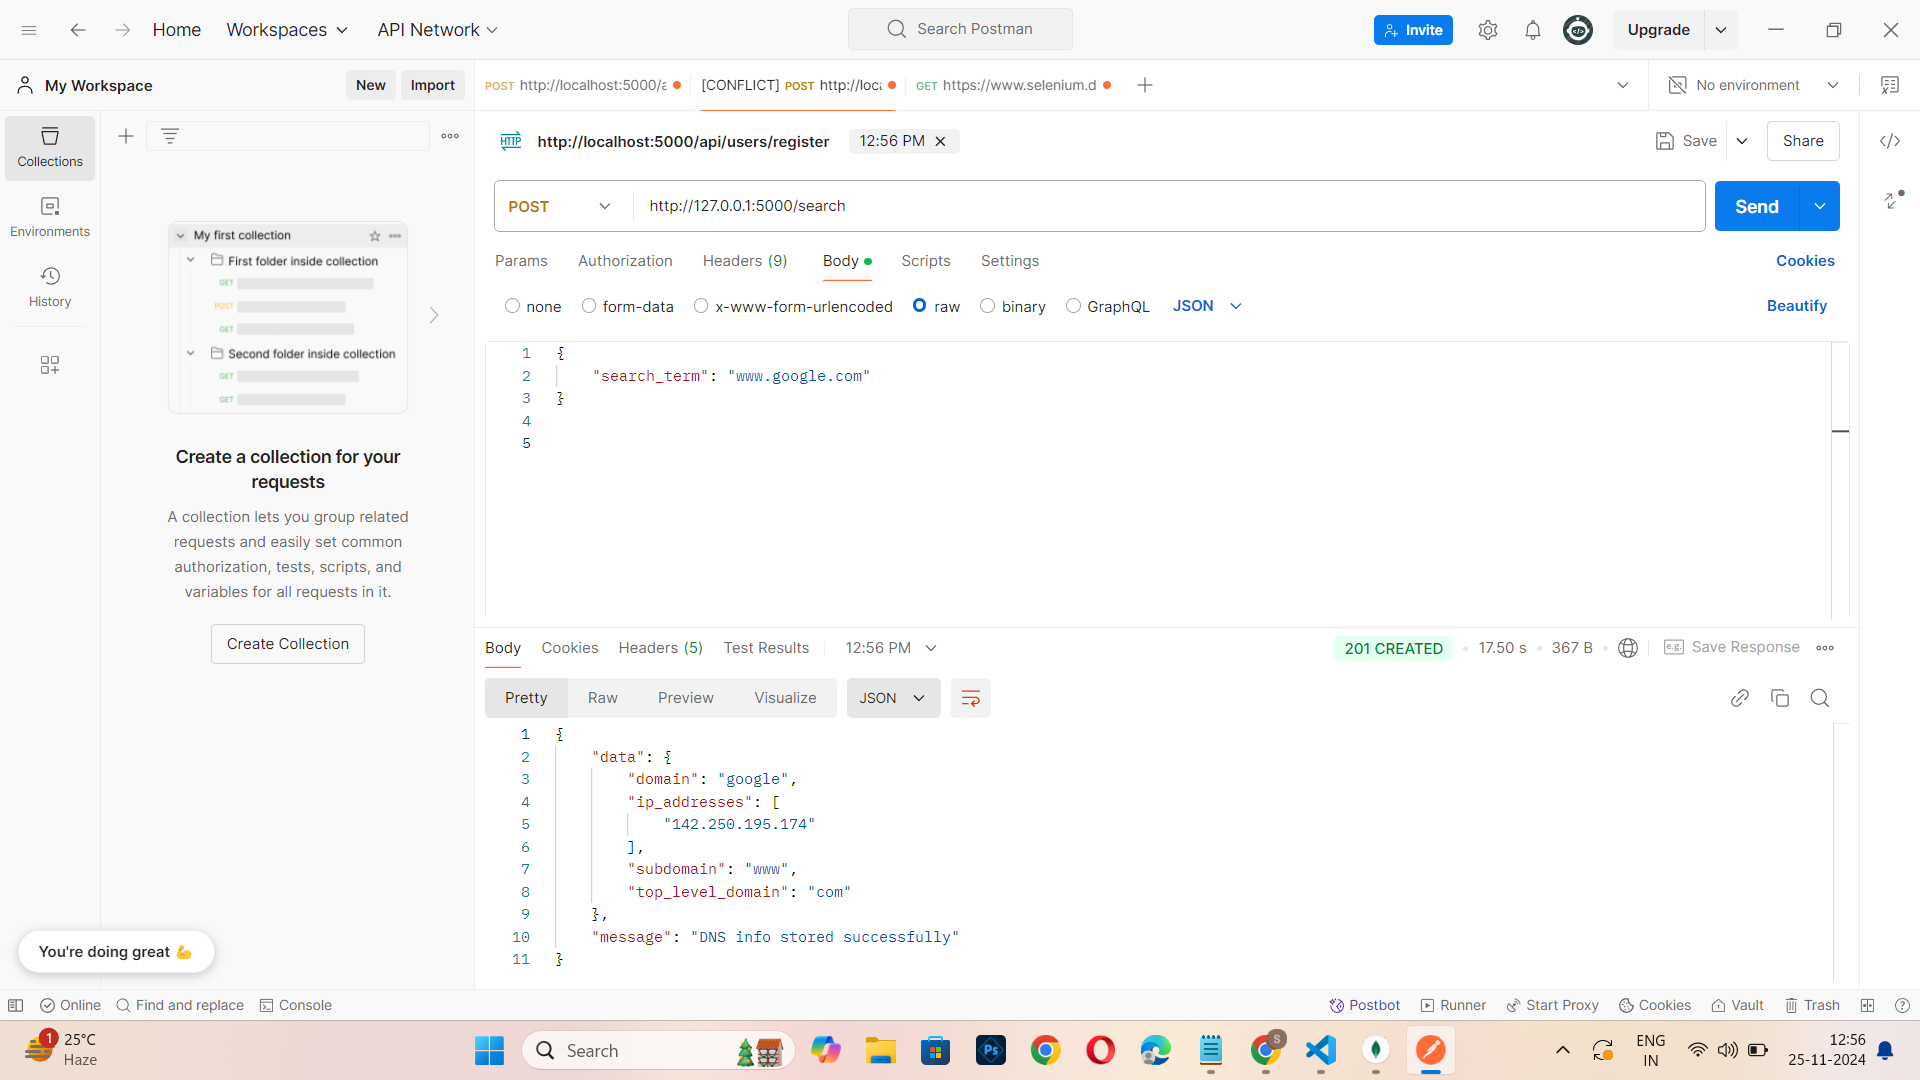 Home Workspaces API Network Search Postman Invite Upgrade
My Workspace New Import POST http://localhost:5000/a [CONFLICT] POST http://loca GET https://www.selenium.d No environment
Collections
Environments
History
My first collection
First folder inside collection
GET
POST
GET
Second folder inside collection
GET
GET
Create a collection for your
requests
A collection lets you group related
requests and easily set common
authorization, tests, scripts, and
variables for all requests in it.
Create Collection
You're doing great 💪
HTTP http://localhost:5000/api/users/register 12:56 PM Save Share
POST http://127.0.0.1:5000/search Send
Params Authorization Headers (9) Body Scripts Settings Cookies
none form-data x-www-form-urlencoded raw binary GraphQL JSON Beautify
1 {
2 "search_term": "www.google.com"
3 }
4
5
Body Cookies Headers (5) Test Results 12:56 PM 201 CREATED 17.50 s 367 B e.g. Save Response
Pretty Raw Preview Visualize JSON
1 {
2 "data": {
3 "domain": "google",
4 "ip_addresses": [
5 "142.250.195.174"
6 ],
7 "subdomain": "www",
8 "top_level_domain": "com"
9 },
10 "message": "DNS info stored successfully"
11 }
Online Find and replace Console Postbot Runner Start Proxy Cookies Vault Trash
1 25°C
Haze
Search
Ps
S
ENG
IN
12:56
25-11-2024